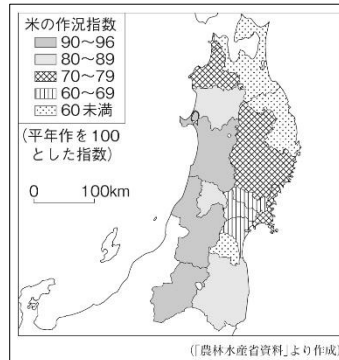 米の作況指数
90〜96
80〜89
70〜79
60〜69
60未満
(平年作を100
とした指数)
0 100km
(「農林水産省資料」より作成)